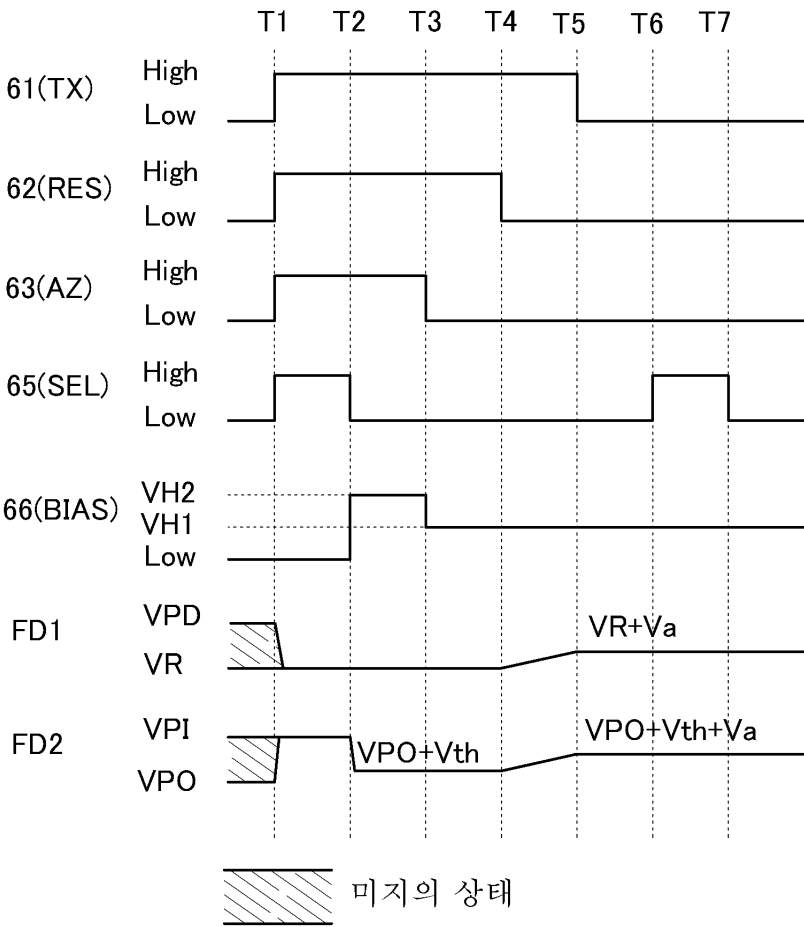 T1 T2 T3 T4 T5 T6 T7
61(TX)
High
Low
62(RES)
High
Low
63(AZ)
High
Low
65(SEL)
High
Low
66(BIAS)
VH2
VH1
Low
FD1
VPD
VR
VR+Va
FD2
VPI
VPO
VPO+Vth
VPO+Vth+Va
미지의 상태